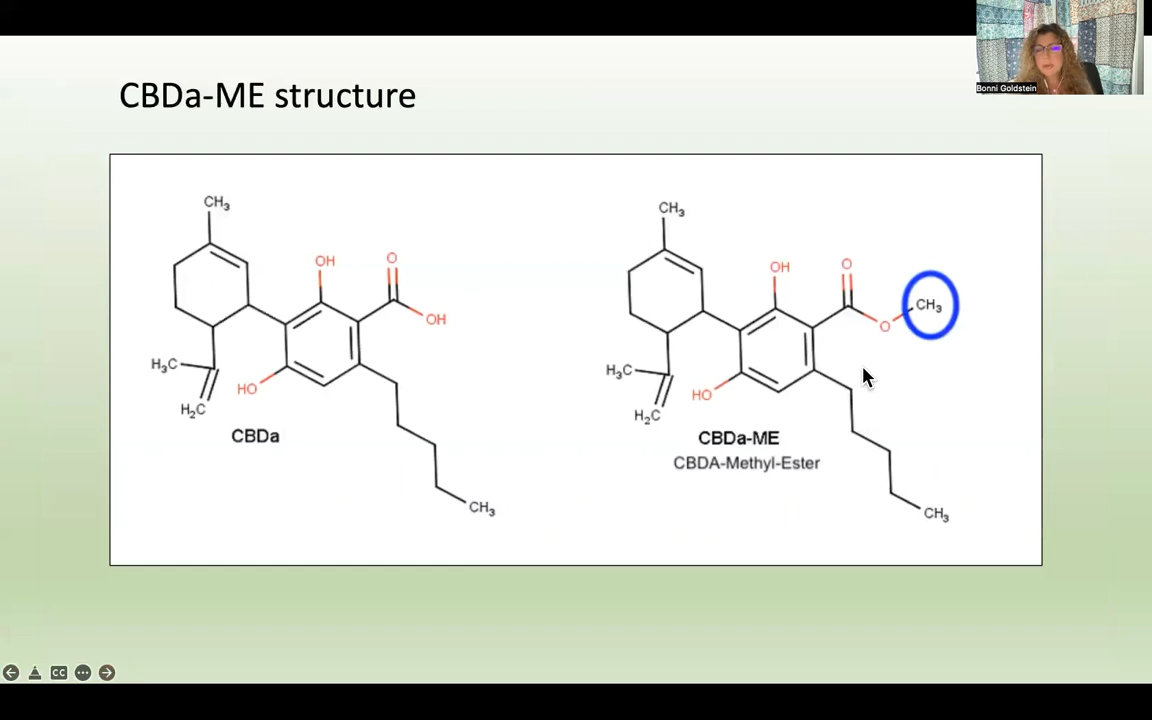 CBDa-ME structure
Bonni Goldstein
CH3
OH
O
OH
H3C
H2C
HO
CBDa
CH3
CH3
OH
O
O
CH3
H3C
H2C
HO
CBDa-ME
CBDA-Methyl-Ester
CH3
CC